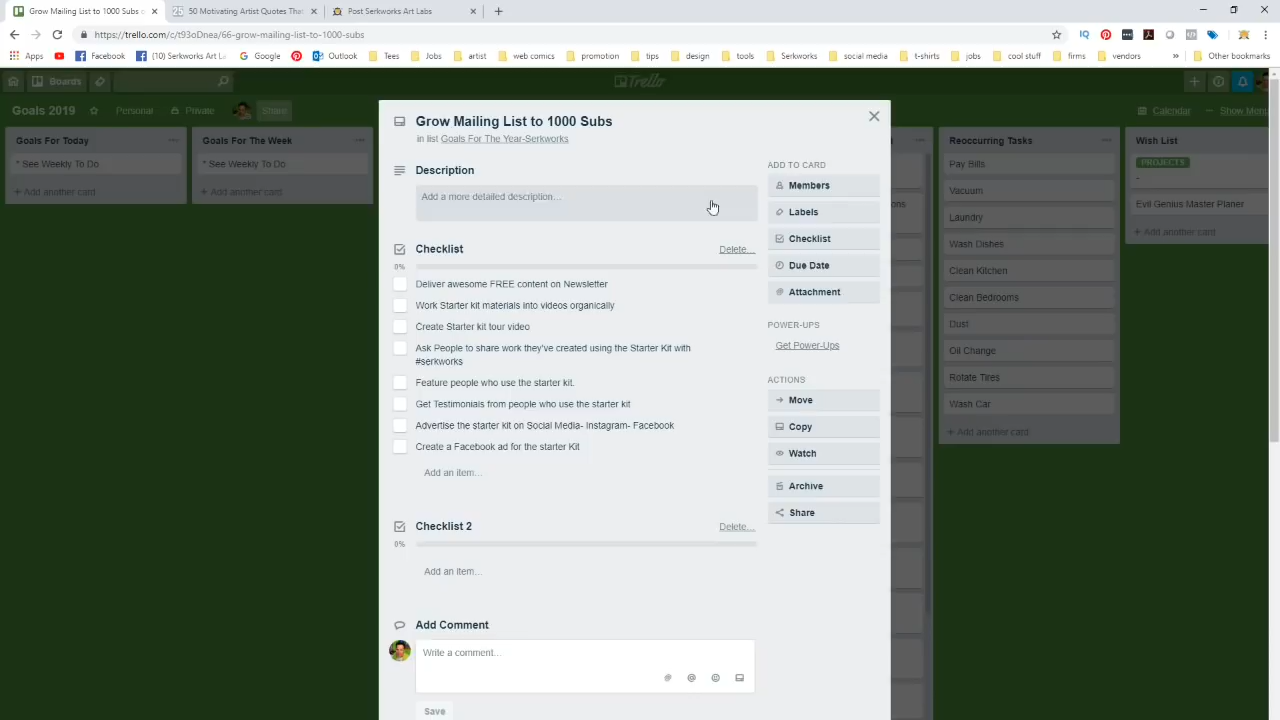 Grow Mailing List to 1000 Subs o
50 Motivating Artist Quotes Tha
Post Serkworks Art Labs
https://trello.com/c/t93oDnea/66-grow-mailing-list-to-1000-subs
Apps
YouTube
Facebook
(10) Serkworks Art La
Google
Outlook
Tees
Jobs
artist
web comics
promotion
tips
design
tools
Serkworks
social media
t-shirts
jobs
cool stuff
firms
vendors
Other bookmarks
Boards
Trello
Goals 2019
Personal
Private
Share
Calendar
Show Menu
Goals For Today
* See Weekly To Do
+ Add another card
Goals For The Week
* See Weekly To Do
+ Add another card
Grow Mailing List to 1000 Subs
in list Goals For The Year-Serkworks
Description
Add a more detailed description…
Checklist
Delete…
0%
Deliver awesome FREE content on Newsletter
Work Starter kit materials into videos organically
Create Starter kit tour video
Ask People to share work they've created using the Starter Kit with
#serkworks
Feature people who use the starter kit.
Get Testimonials from people who use the starter kit
Advertise the starter kit on Social Media- Instagram- Facebook
Create a Facebook ad for the starter Kit
Add an item…
Checklist 2
Delete…
0%
Add an item…
Add Comment
Write a comment…
Save
ADD TO CARD
Members
Labels
Checklist
Due Date
Attachment
POWER-UPS
Get Power-Ups
ACTIONS
Move
Copy
Watch
Archive
Share
Reoccurring Tasks
Pay Bills
Vacuum
Laundry
Wash Dishes
Clean Kitchen
Clean Bedrooms
Dust
Oil Change
Rotate Tires
Wash Car
+ Add another card
Wish List
PROJECTS
-
Evil Genius Master Planer
+ Add another card